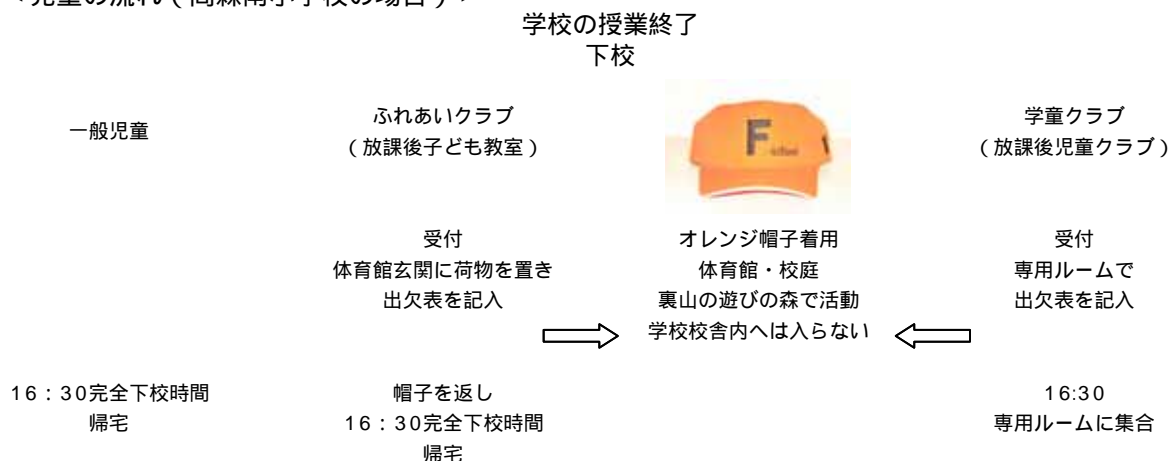 学校の授業終了
下校
一般児童
ふれあいクラブ
(放課後子ども教室)
F
学童クラブ
(放課後児童クラブ)
受付
体育館玄関に荷物を置き
出欠表を記入
オレンジ帽子着用
体育館・校庭
裏山の遊びの森で活動
学校校舎内へは入らない
受付
専用ルームで
出欠表を記入
16:30完全下校時間
帰宅
帽子を返し
16:30完全下校時間
帰宅
16:30
専用ルームに集合